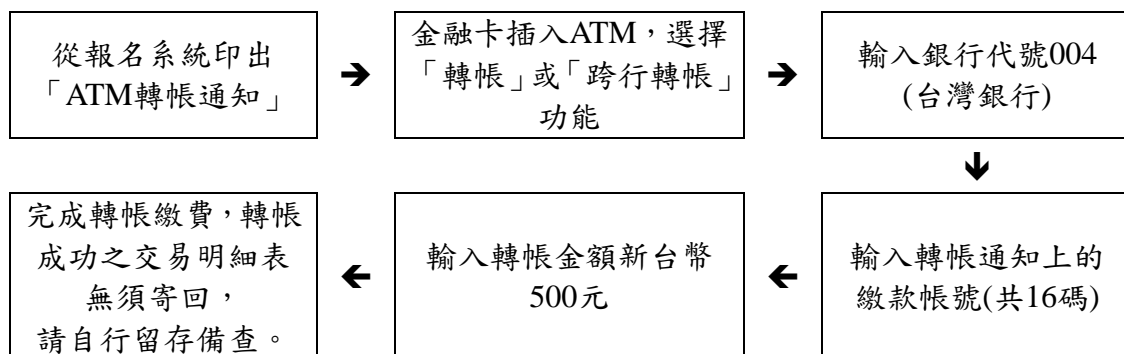 從報名系統印出
「ATM轉帳通知」
金融卡插入ATM，選擇
「轉帳」或「跨行轉帳」
功能
輸入銀行代號004
(台灣銀行)
輸入轉帳通知上的
繳款帳號(共16碼)
輸入轉帳金額新台幣
500元
完成轉帳繳費，轉帳
成功之交易明細表
無須寄回，
請自行留存備查。